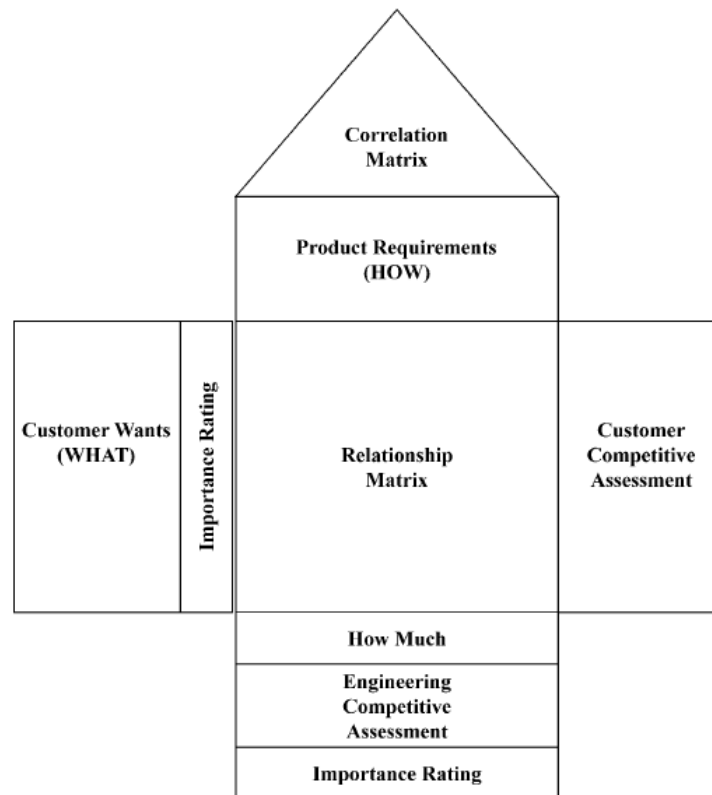 Correlation
Matrix
Product Requirements
(HOW)
Customer Wants
(WHAT)
Importance Rating
Relationship
Matrix
Customer
Competitive
Assessment
How Much
Engineering
Competitive
Assessment
Importance Rating